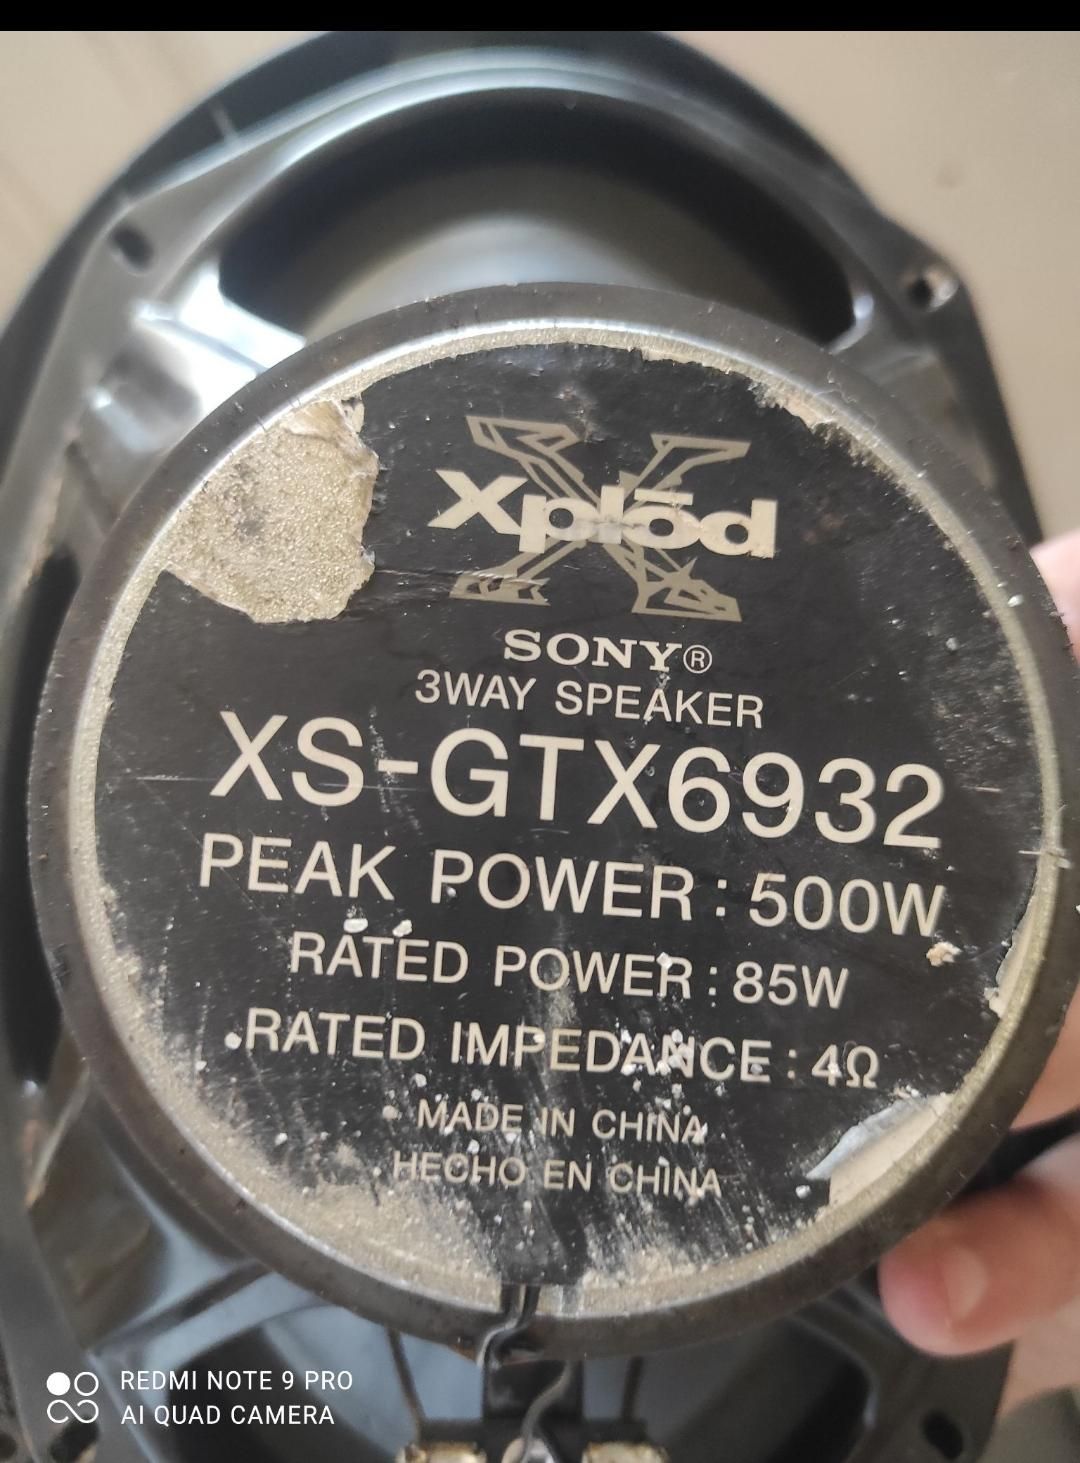 xplōd
SONY®
3WAY SPEAKER
XS-GTX6932
PEAK POWER : 500W
RATED POWER : 85W
RATED IMPEDANCE : 4Ω
MADE IN CHINA
HECHO EN CHINA
REDMI NOTE 9 PRO
AI QUAD CAMERA